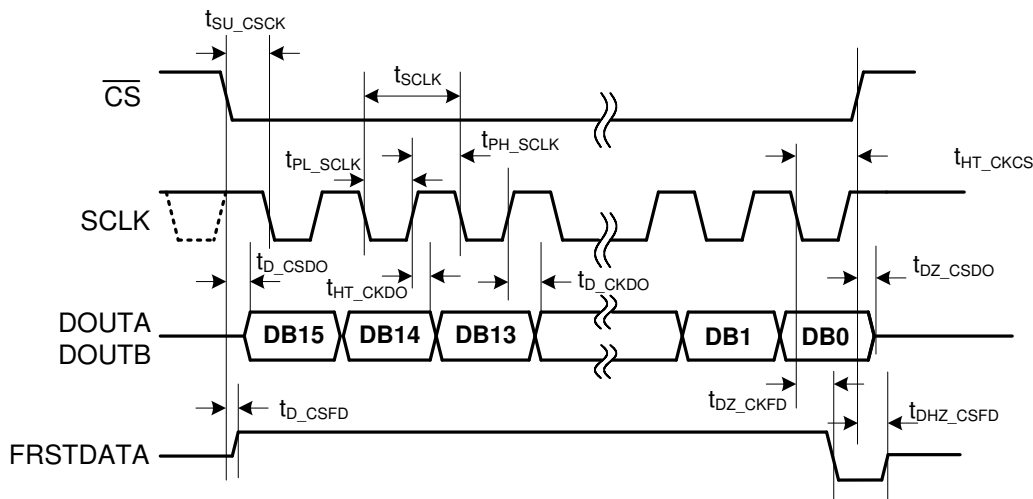 tSU_CSCK
CS
tSCLK
tPH_SCLK
tPL_SCLK
tHT_CKCS
SCLK
tD_CSDO
tHT_CKDO
tD_CKDO
tDZ_CSDO
DOUTA
DOUTB
DB15
DB14
DB13
DB1
DB0
tD_CSFD
tDZ_CKFD
tDHZ_CSFD
FRSTDATA